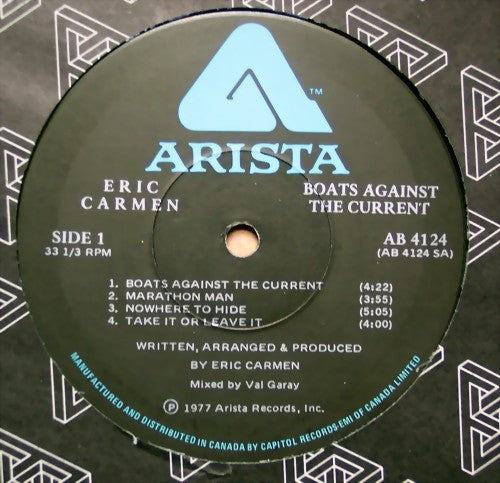 TM
ARISTA
ERIC
CARMEN
BOATS AGAINST
THE CURRENT
SIDE 1
33 1/3 RPM
AB 4124
(AB 4124 SA)
1. BOATS AGAINST THE CURRENT (4:22)
2. MARATHON MAN (3:55)
3. NOWHERE TO HIDE (5:05)
4. TAKE IT OR LEAVE IT (4:00)
WRITTEN, ARRANGED & PRODUCED
BY ERIC CARMEN
Mixed by Val Garay
℗ 1977 Arista Records, Inc.
MANUFACTURED AND DISTRIBUTED IN CANADA BY CAPITOL RECORDS-EMI OF CANADA LIMITED